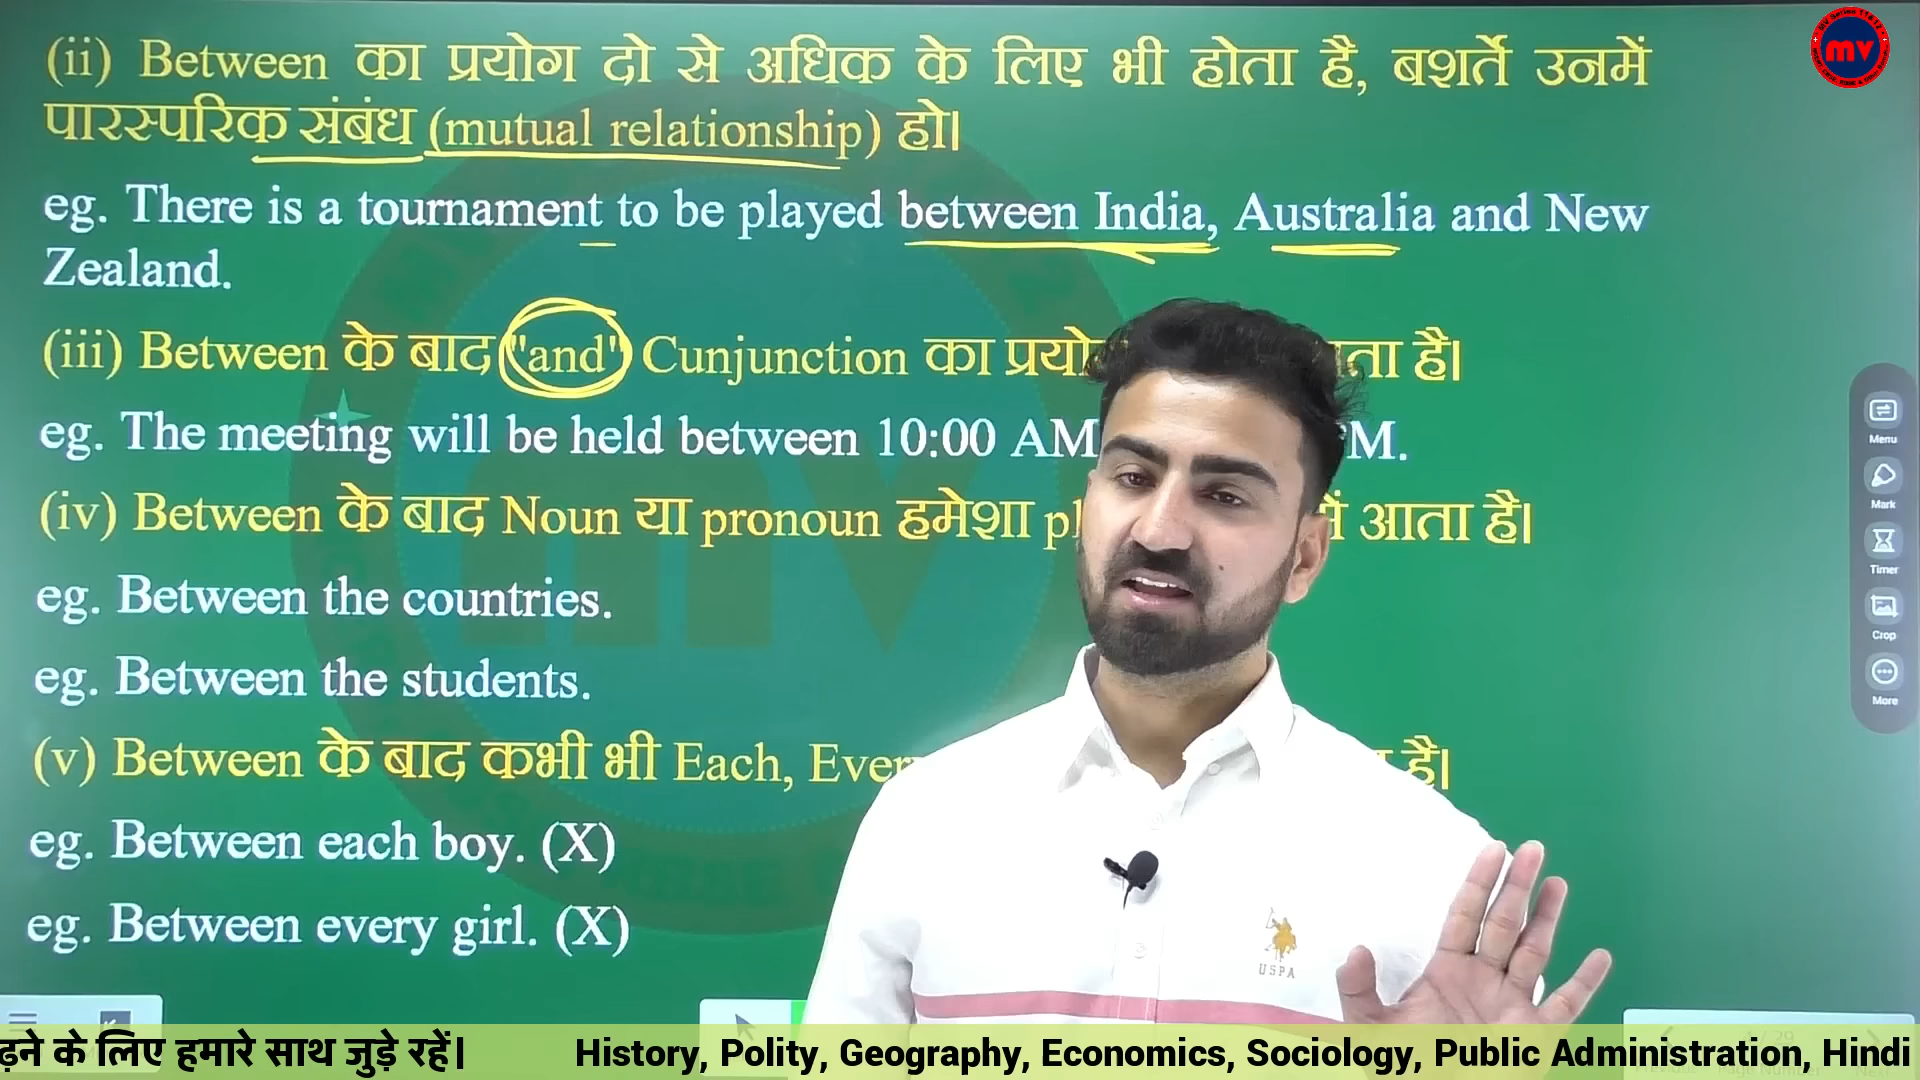 (ii) Between का प्रयोग दो से अधिक के लिए भी होता है, बशर्ते उनमें
पारस्परिक संबंध (mutual relationship) हो।
eg. There is a tournament to be played between India, Australia and New
Zealand.
(iii) Between के बाद "and" Cunjunction का प्रयो ता है।
eg. The meeting will be held between 10:00 AM M.
(iv) Between के बाद Noun या pronoun हमेशा pl में आता है।
eg. Between the countries.
eg. Between the students.
(v) Between के बाद कभी भी Each, Ever है।
eg. Between each boy. (X)
eg. Between every girl. (X)
mv
Menu
Mark
Timer
Crop
More
USPA
ढ़ने के लिए हमारे साथ जुड़े रहें। History, Polity, Geography, Economics, Sociology, Public Administration, Hindi